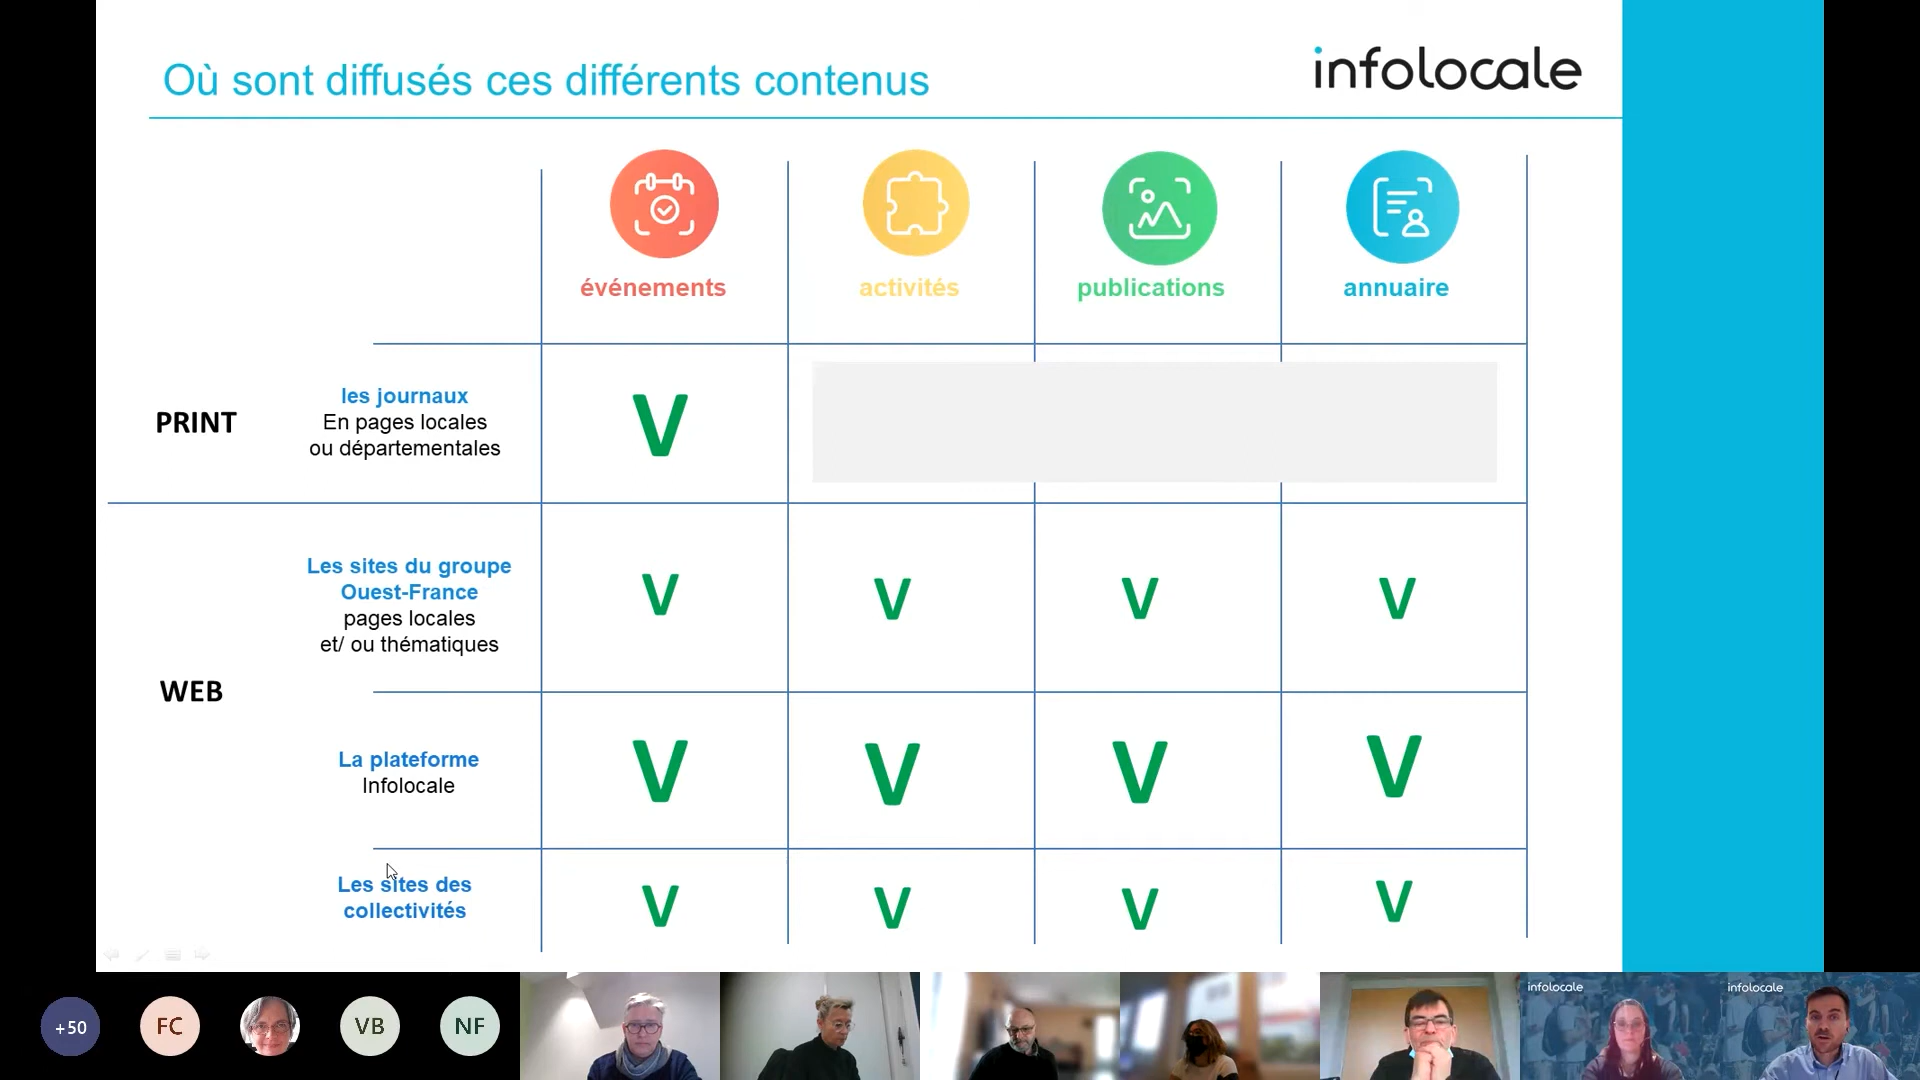 Où sont diffusés ces différents contenus
infolocale
événements
activités
publications
annuaire
PRINT
les journaux
En pages locales
ou départementales
V
WEB
Les sites du groupe
Ouest-France
pages locales
et/ ou thématiques
V
V
V
V
La plateforme
Infolocale
V
V
V
V
Les sites des
collectivités
V
V
V
V
+50
FC
VB
NF
infolocale
infolocale